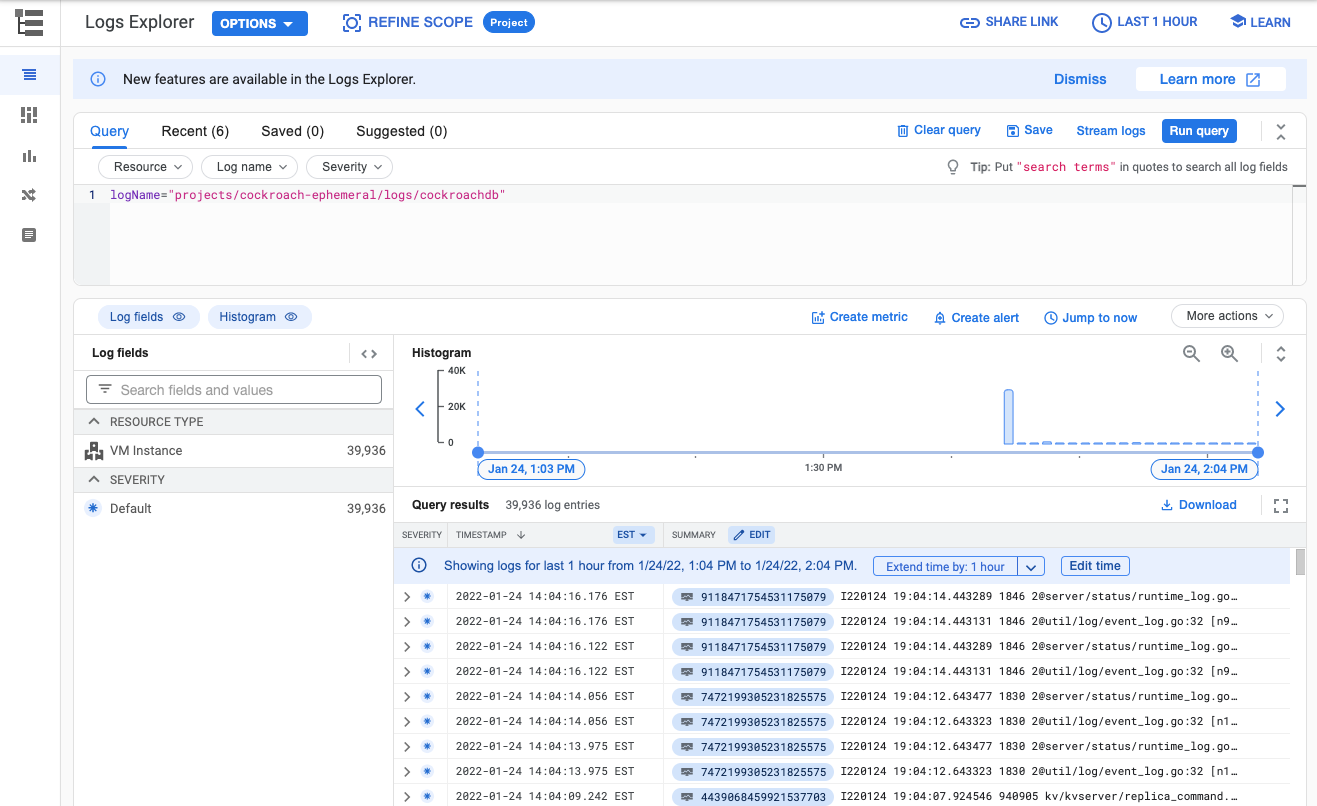 Logs Explorer OPTIONS REFINE SCOPE Project SHARE LINK LAST 1 HOUR LEARN
New features are available in the Logs Explorer. Dismiss Learn more
Query Recent (6) Saved (0) Suggested (0) Clear query Save Stream logs Run query
Resource Log name Severity Tip: Put "search terms" in quotes to search all log fields
1 logName="projects/cockroach-ephemeral/logs/cockroachdb"
Log fields Histogram Create metric Create alert Jump to now More actions
Log fields
Search fields and values
RESOURCE TYPE
VM Instance 39,936
SEVERITY
Default 39,936
Histogram
40K
20K
0
Jan 24, 1:03 PM 1:30 PM Jan 24, 2:04 PM
Query results 39,936 log entries Download
SEVERITY TIMESTAMP EST SUMMARY EDIT
Showing logs for last 1 hour from 1/24/22, 1:04 PM to 1/24/22, 2:04 PM. Extend time by: 1 hour Edit time
2022-01-24 14:04:16.176 EST 9118471754531175079 I220124 19:04:14.443289 1846 2@server/status/runtime_log.go…
2022-01-24 14:04:16.176 EST 9118471754531175079 I220124 19:04:14.443131 1846 2@util/log/event_log.go:32 [n9…
2022-01-24 14:04:16.122 EST 9118471754531175079 I220124 19:04:14.443289 1846 2@server/status/runtime_log.go…
2022-01-24 14:04:16.122 EST 9118471754531175079 I220124 19:04:14.443131 1846 2@util/log/event_log.go:32 [n9…
2022-01-24 14:04:14.056 EST 7472199305231825575 I220124 19:04:12.643477 1830 2@server/status/runtime_log.go…
2022-01-24 14:04:14.056 EST 7472199305231825575 I220124 19:04:12.643323 1830 2@util/log/event_log.go:32 [n1…
2022-01-24 14:04:13.975 EST 7472199305231825575 I220124 19:04:12.643477 1830 2@server/status/runtime_log.go…
2022-01-24 14:04:13.975 EST 7472199305231825575 I220124 19:04:12.643323 1830 2@util/log/event_log.go:32 [n1…
2022-01-24 14:04:09.242 EST 4439068459921537703 I220124 19:04:07.924546 940905 kv/kvserver/replica_command.…